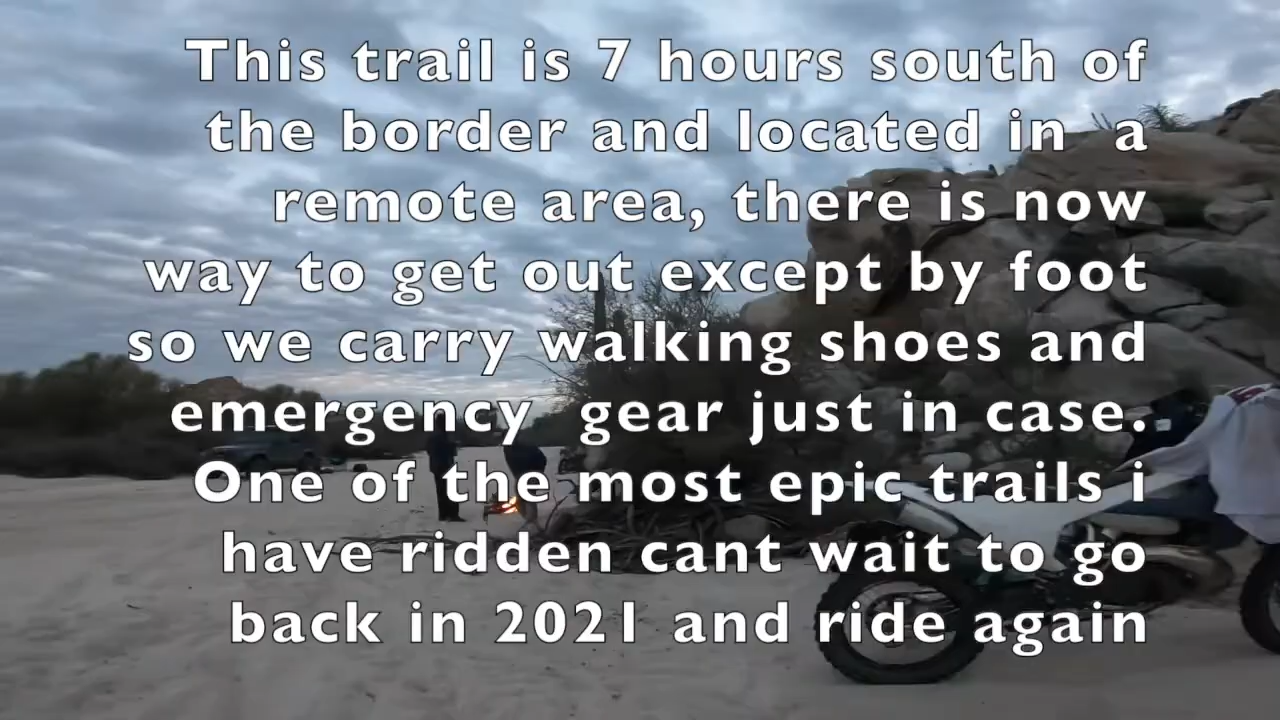 This trail is 7 hours south of
the border and located in  a
remote area, there is now
way to get out except by foot
so we carry walking shoes and
emergency  gear just in case.
One of the most epic trails i
have ridden cant wait to go
back in 2021 and ride again